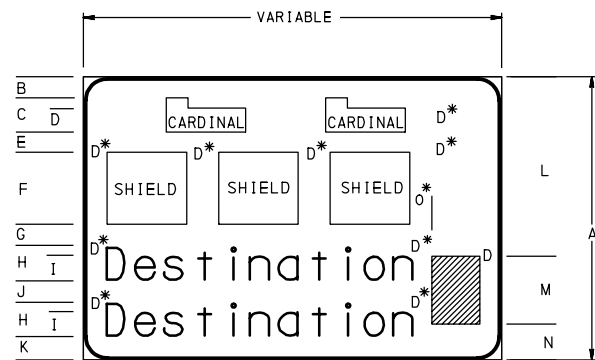 VARIABLE
B
C D CARDINAL CARDINAL D*
E D*
D* D* D*
F SHIELD SHIELD SHIELD L
O*
A
G
D* D*
H I Destination D
J M
D* D*
H I Destination
K N